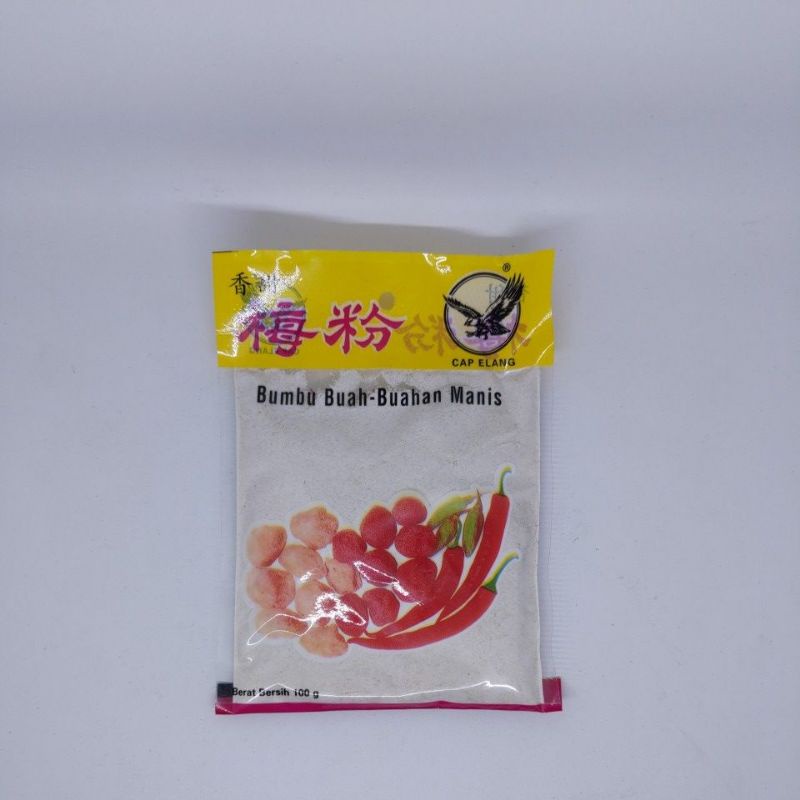 香甜
梅粉
®
CAP ELANG
Bumbu Buah-Buahan Manis
Berat Bersih 100 g